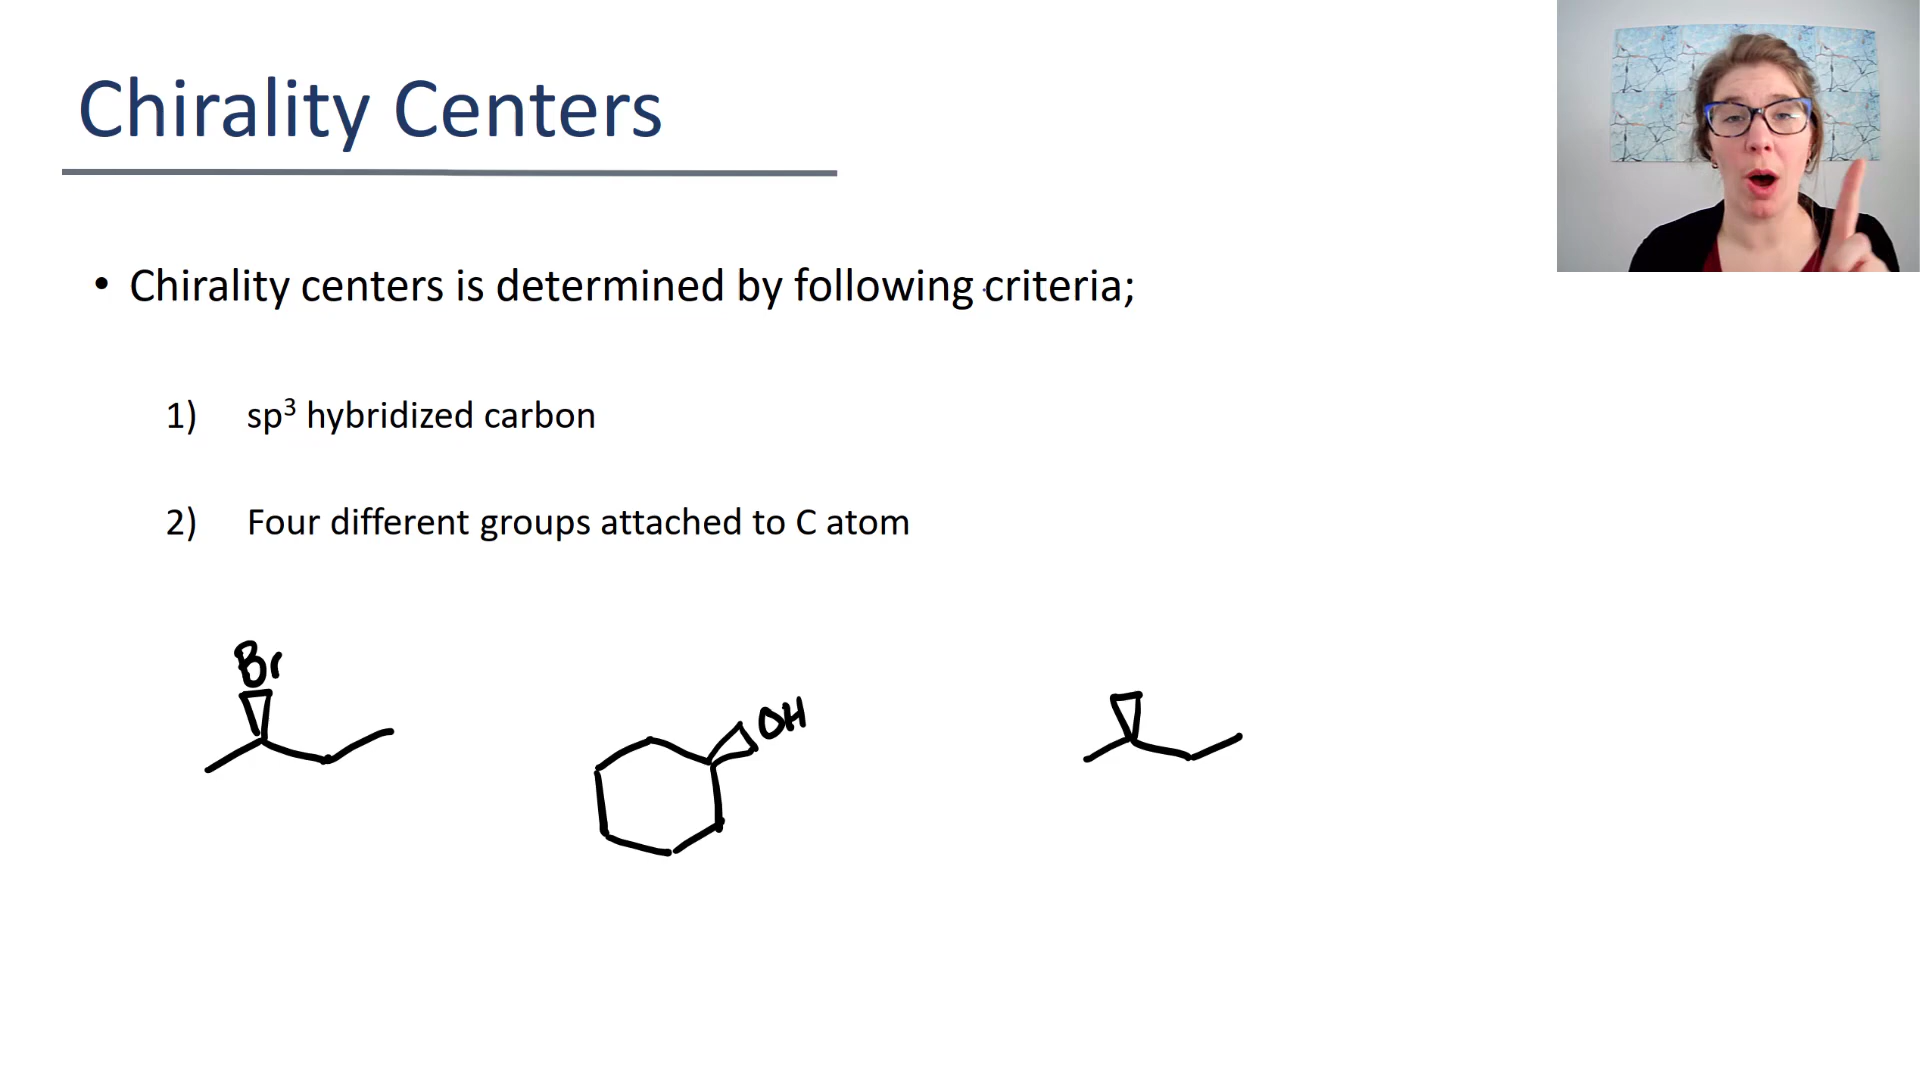 Chirality Centers
• Chirality centers is determined by following criteria;
1) sp³ hybridized carbon
2) Four different groups attached to C atom
Br
OH